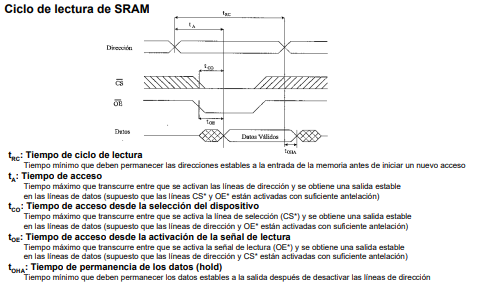 Ciclo de lectura de SRAM
tRC
tA
Dirección
tCO
CS
OE
tOE
Datos
Datos Válidos
tOHA
tRC: Tiempo de ciclo de lectura
Tiempo mínimo que deben permanecer las direcciones estables a la entrada de la memoria antes de iniciar un nuevo acceso
tA: Tiempo de acceso
Tiempo máximo que transcurre entre que se activan las líneas de dirección y se obtiene una salida estable
en las líneas de datos (supuesto que las líneas CS* y OE* están activadas con suficiente antelación)
tCO: Tiempo de acceso desde la selección del dispositivo
Tiempo máximo que transcurre entre que se activa la línea de selección (CS*) y se obtiene una salida estable
en las líneas de datos (supuesto que las líneas de dirección y OE* están activadas con suficiente antelación)
tOE: Tiempo de acceso desde la activación de la señal de lectura
Tiempo máximo que transcurre entre que se activa la señal de lectura (OE*) y se obtiene una salida estable
en las líneas de datos (supuesto que las líneas de dirección y CS* están activadas con suficiente antelación)
tOHA: Tiempo de permanencia de los datos (hold)
Tiempo mínimo que deben permanecer los datos estables a la salida después de desactivar las líneas de dirección